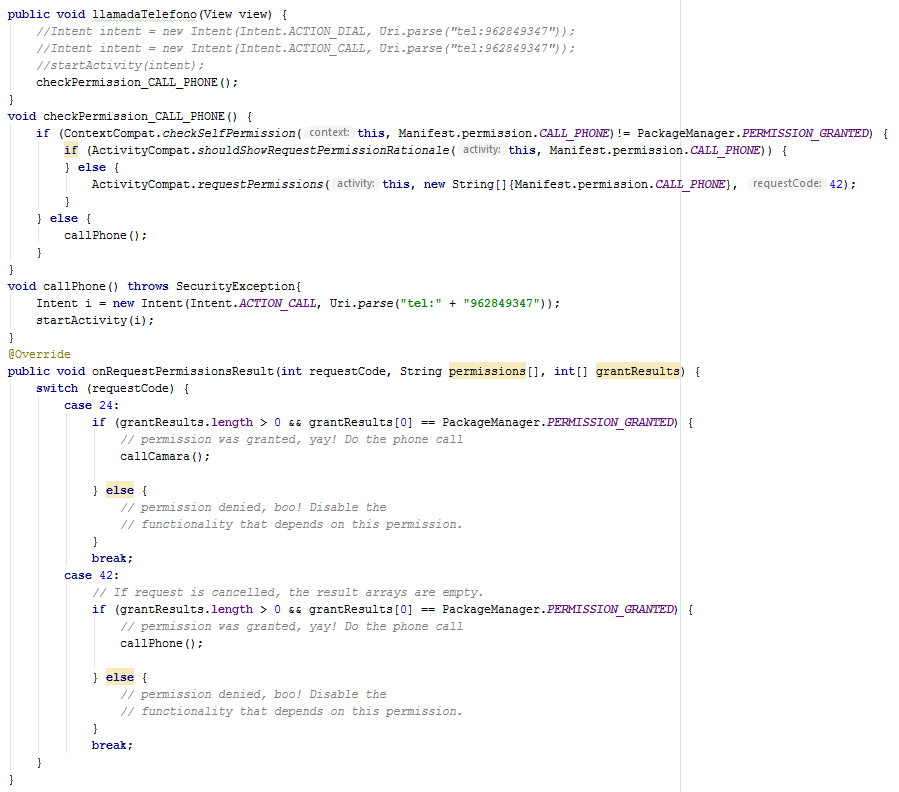 public void llamadaTelefono(View view) {
    //Intent intent = new Intent(Intent.ACTION_DIAL, Uri.parse("tel:962849347"));
    //Intent intent = new Intent(Intent.ACTION_CALL, Uri.parse("tel:962849347"));
    //startActivity(intent);
    checkPermission_CALL_PHONE();
}
void checkPermission_CALL_PHONE() {
    if (ContextCompat.checkSelfPermission( context: this, Manifest.permission.CALL_PHONE)!= PackageManager.PERMISSION_GRANTED) {
        if (ActivityCompat.shouldShowRequestPermissionRationale( activity: this, Manifest.permission.CALL_PHONE)) {
        } else {
            ActivityCompat.requestPermissions( activity: this, new String[]{Manifest.permission.CALL_PHONE}, requestCode: 42);
        }
    } else {
        callPhone();
    }
}
void callPhone() throws SecurityException{
    Intent i = new Intent(Intent.ACTION_CALL, Uri.parse("tel:" + "962849347"));
    startActivity(i);
}
@Override
public void onRequestPermissionsResult(int requestCode, String permissions[], int[] grantResults) {
    switch (requestCode) {
        case 24:
            if (grantResults.length > 0 && grantResults[0] == PackageManager.PERMISSION_GRANTED) {
                // permission was granted, yay! Do the phone call
                callCamara();

            } else {
                // permission denied, boo! Disable the
                // functionality that depends on this permission.
            }
            break;
        case 42:
            // If request is cancelled, the result arrays are empty.
            if (grantResults.length > 0 && grantResults[0] == PackageManager.PERMISSION_GRANTED) {
                // permission was granted, yay! Do the phone call
                callPhone();

            } else {
                // permission denied, boo! Disable the
                // functionality that depends on this permission.
            }
            break;
    }
}